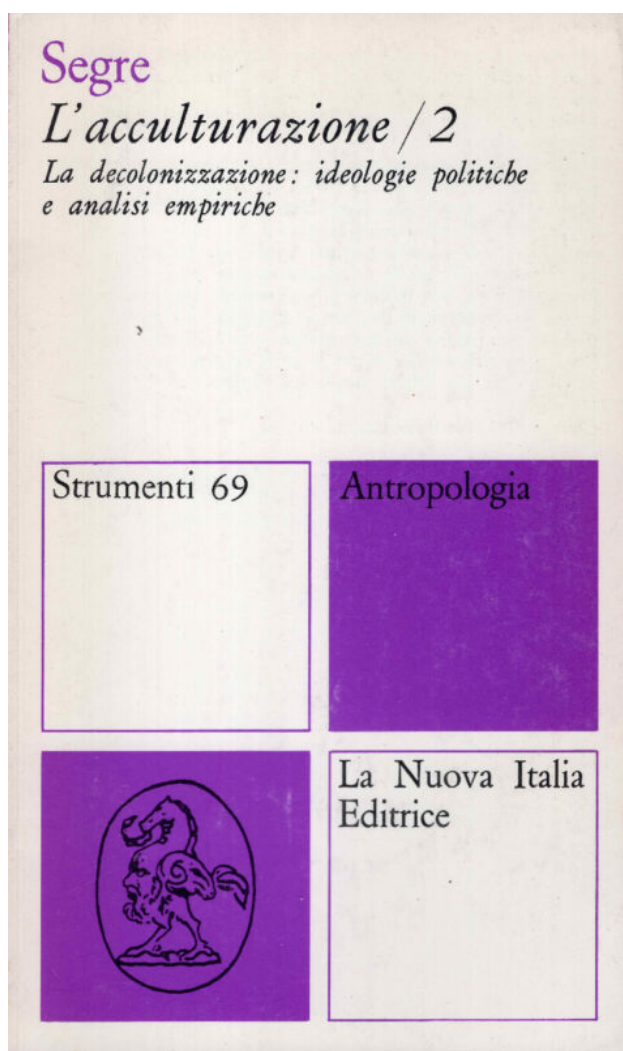 Segre
L'acculturazione / 2
La decolonizzazione: ideologie politiche
e analisi empiriche
Strumenti 69
Antropologia
La Nuova Italia
Editrice